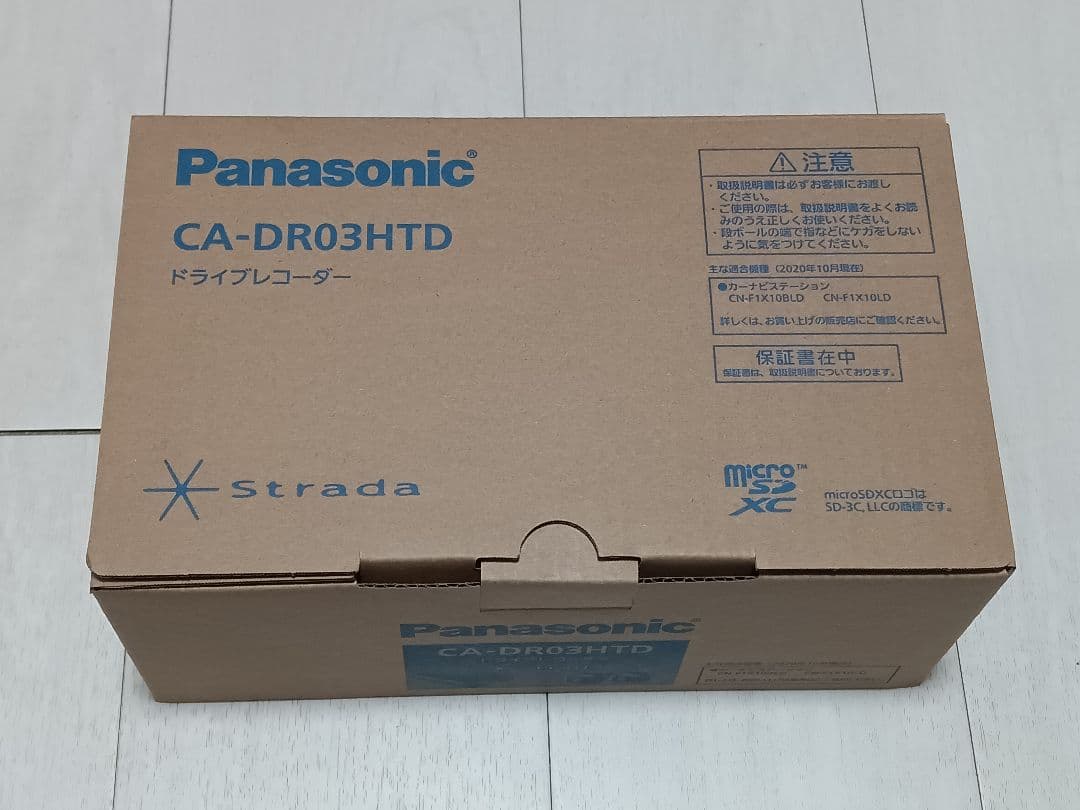 Panasonic®
CA-DR03HTD
ドライブレコーダー
⚠注意
・取扱説明書は必ずお客様にお渡し
ください。
・ご使用の際は、取扱説明書をよくお読
みのうえ正しくお使いください。
・段ボールの端で指などにケガをしない
ように気をつけてください。
主な適合機種（2020年10月現在）
●カーナビステーション
CN-F1X10BLD CN-F1X10LD
詳しくは、お買い上げの販売店にご確認ください。
保証書在中
保証書は、取扱説明書についております。
Strada
micro SD XC™
microSDXCロゴは
SD-3C, LLCの商標です。
Panasonic®
CA-DR03HTD
ドライブレコーダー